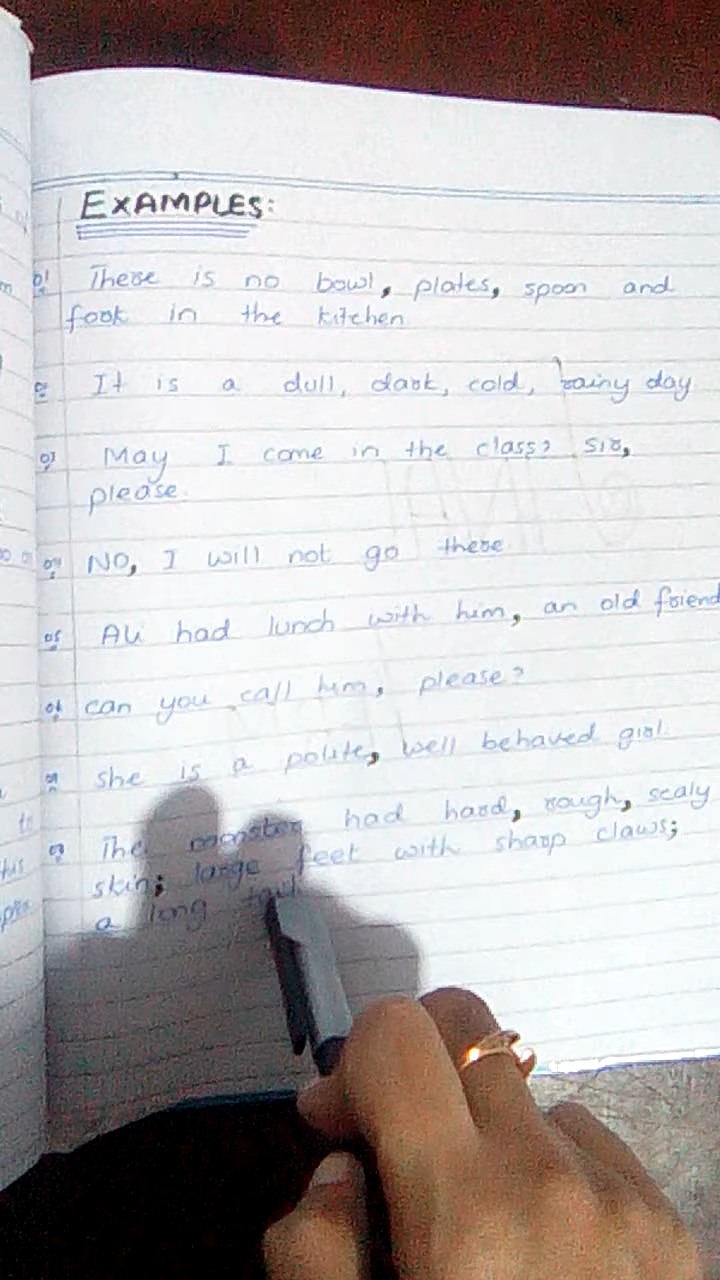 EXAMPLES:
01 There is no bowl, plates, spoon and
fork in the kitchen
02 It is a dull, dark, cold, rainy day
03 May I come in the class? Sir,
please.
04 NO, I will not go there
05 Ali had lunch with him, an old friend
can you call him, please?
she is a polite, well behaved girl.
The monster had hard, rough, scaly
skin; large feet with sharp claws;
a long tail